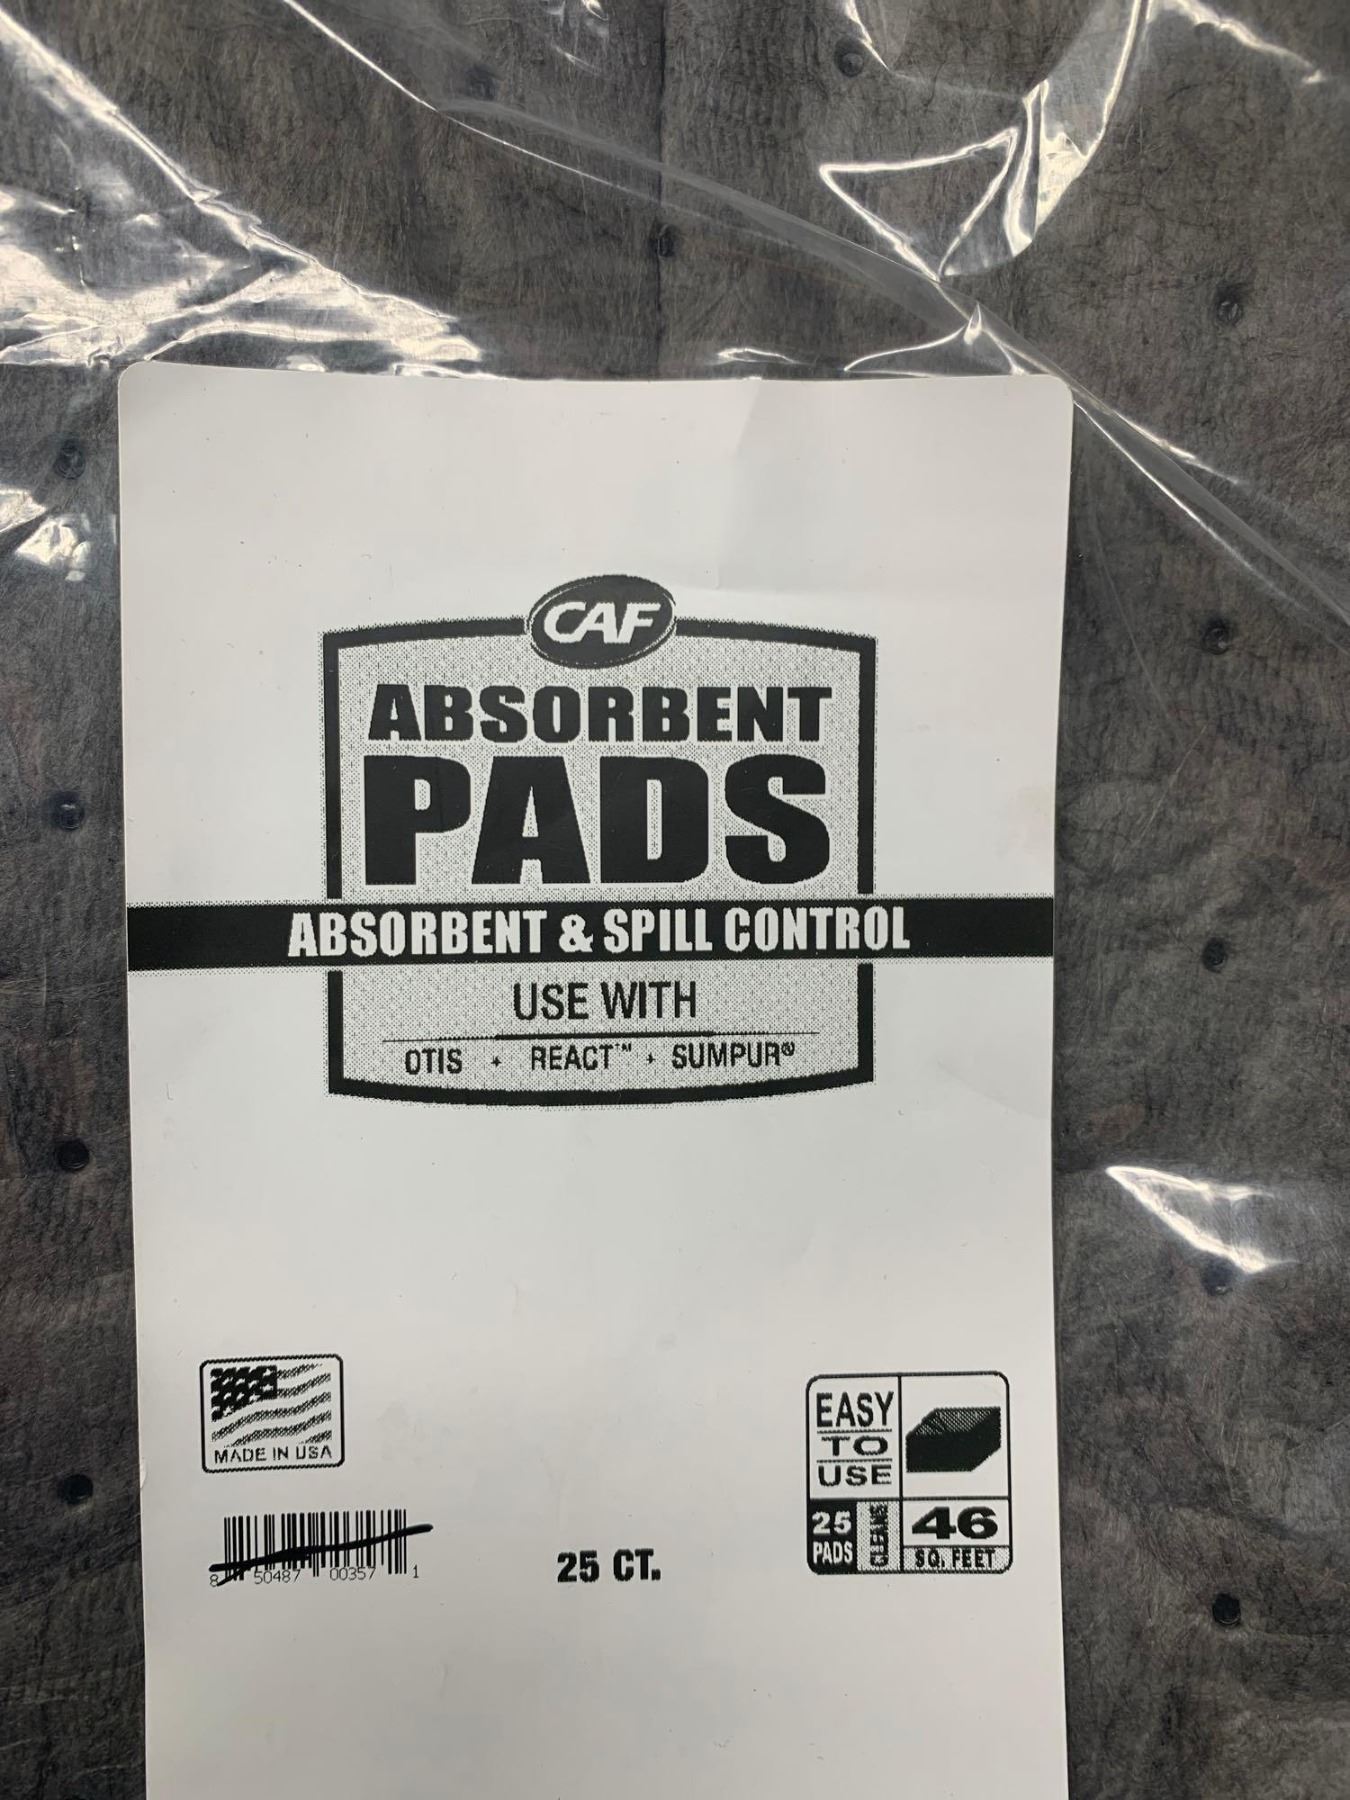 CAF
ABSORBENT
PADS
ABSORBENT & SPILL CONTROL
USE WITH
OTIS + REACT™ + SUMPUR®
MADE IN USA
8 50487 00357 1
25 CT.
EASY
TO
USE
25
PADS
CLEANS
46
SQ. FEET